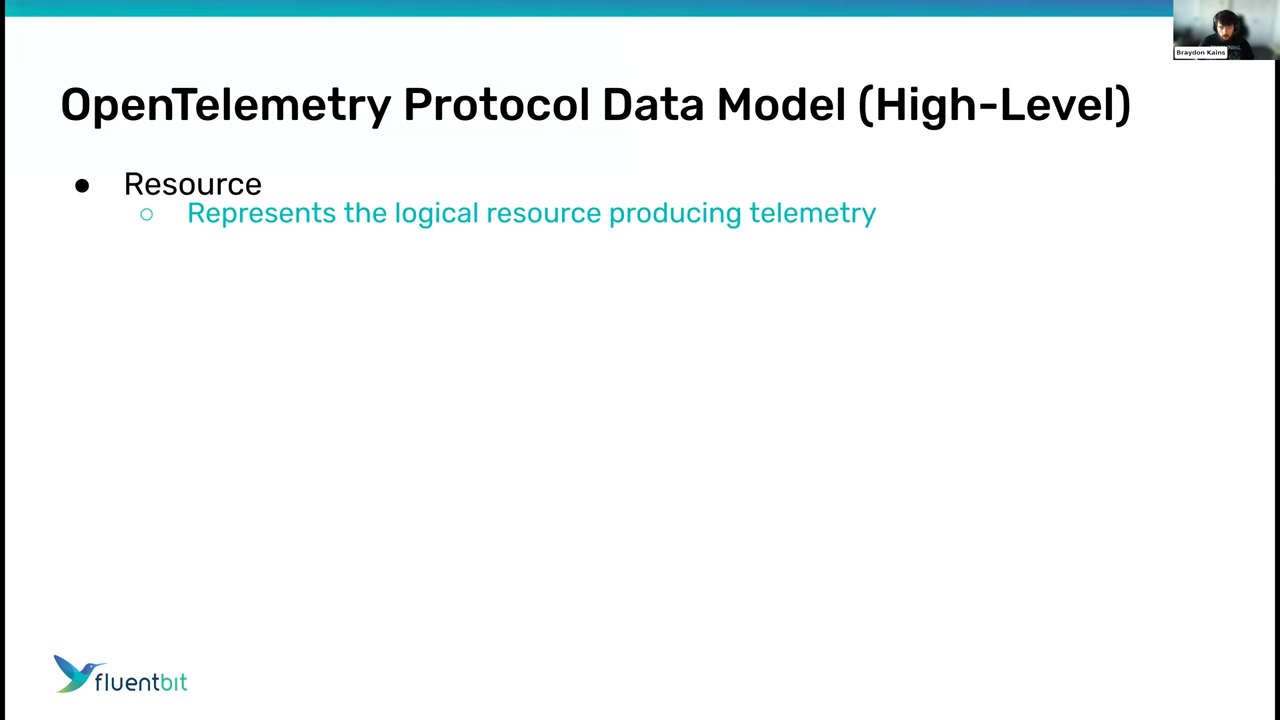 Braydon Kains
OpenTelemetry Protocol Data Model (High-Level)
● Resource
○ Represents the logical resource producing telemetry
fluentbit